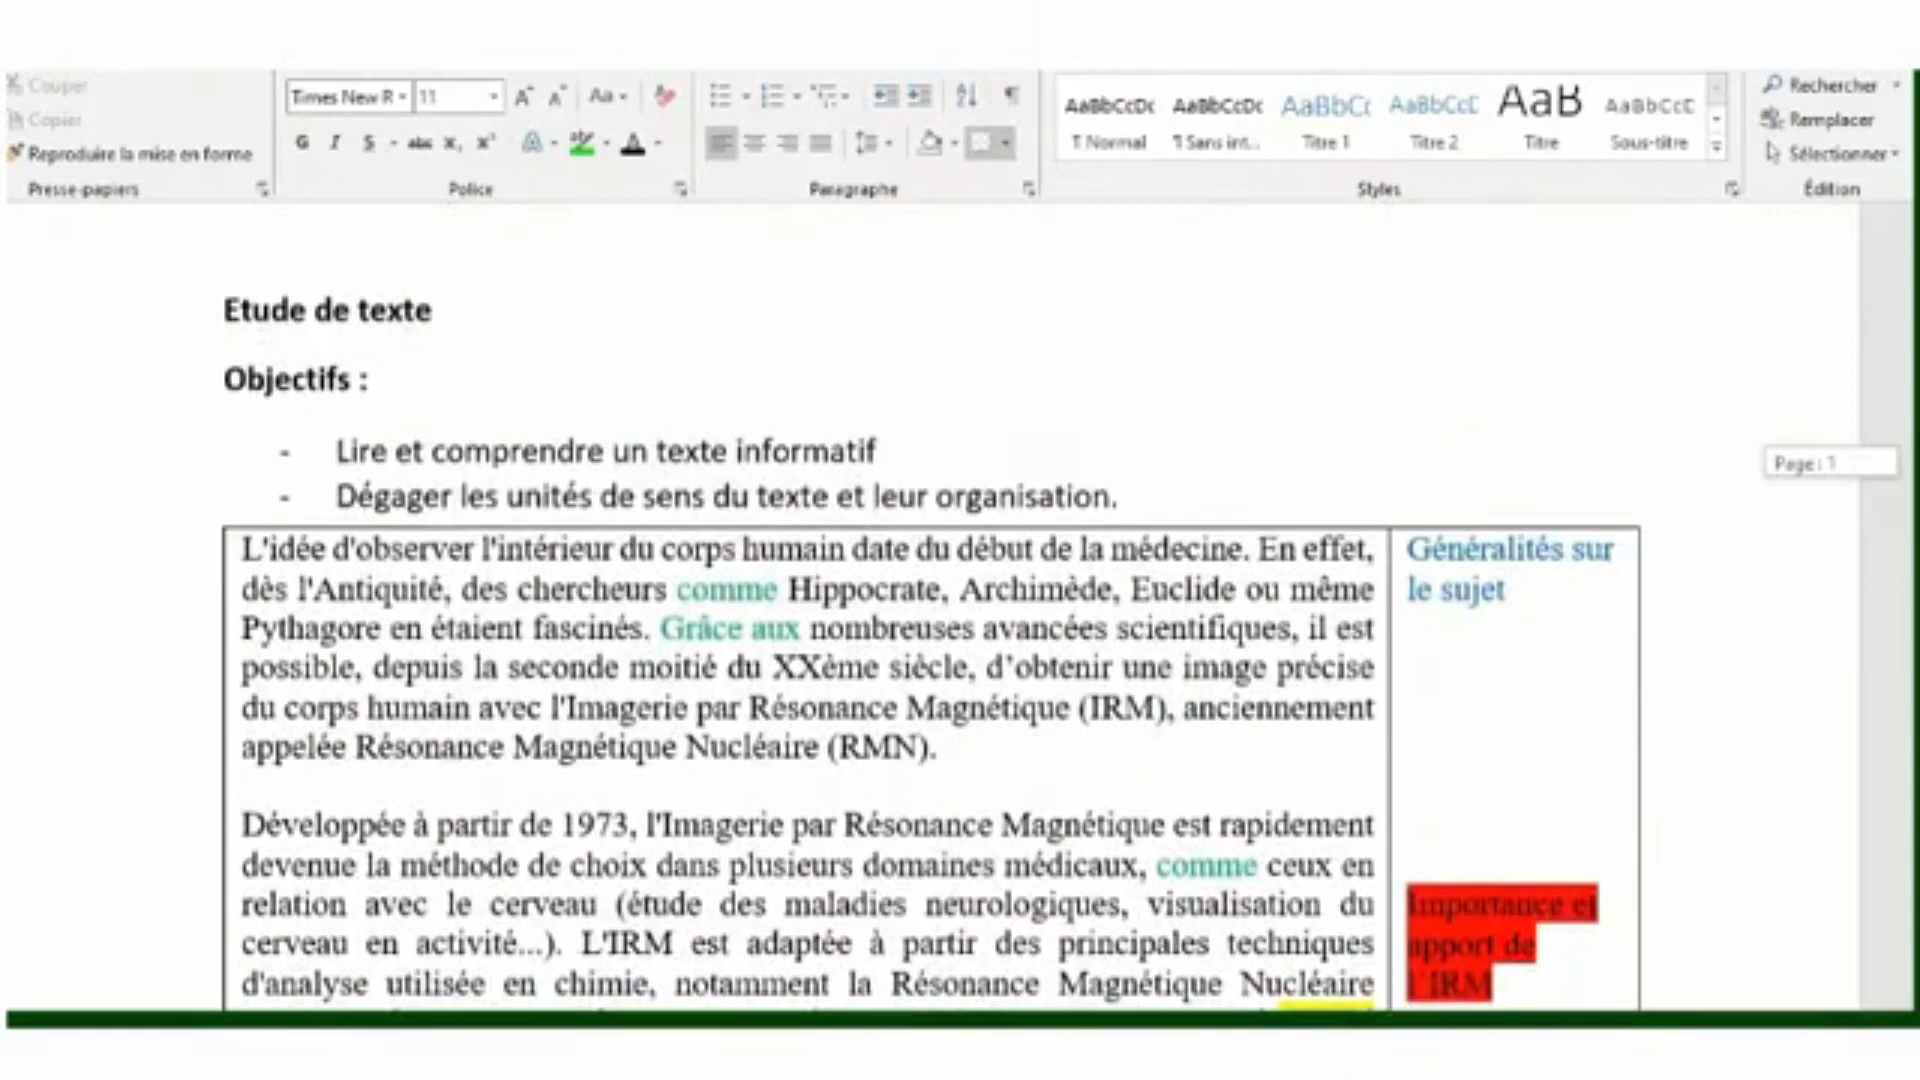 Couper
Copier
Reproduire la mise en forme
Presse-papiers
Times New R
11
Aa
G I S abc x, x²
A
Police
Paragraphe
AaBbCcDc AaBbCcDc AaBbCc AaBbCcC AaB AaBbCcC
¶ Normal ¶ Sans int... Titre 1 Titre 2 Titre Sous-titre
Styles
Rechercher
Remplacer
Sélectionner
Édition
Etude de texte
Objectifs :
- Lire et comprendre un texte informatif
- Dégager les unités de sens du texte et leur organisation.
Page : 1
L'idée d'observer l'intérieur du corps humain date du début de la médecine. En effet,
dès l'Antiquité, des chercheurs comme Hippocrate, Archimède, Euclide ou même
Pythagore en étaient fascinés. Grâce aux nombreuses avancées scientifiques, il est
possible, depuis la seconde moitié du XXème siècle, d’obtenir une image précise
du corps humain avec l'Imagerie par Résonance Magnétique (IRM), anciennement
appelée Résonance Magnétique Nucléaire (RMN).
Développée à partir de 1973, l'Imagerie par Résonance Magnétique est rapidement
devenue la méthode de choix dans plusieurs domaines médicaux, comme ceux en
relation avec le cerveau (étude des maladies neurologiques, visualisation du
cerveau en activité...). L'IRM est adaptée à partir des principales techniques
d'analyse utilisée en chimie, notamment la Résonance Magnétique Nucléaire
Généralités sur
le sujet
Importance et
apport de
l’IRM